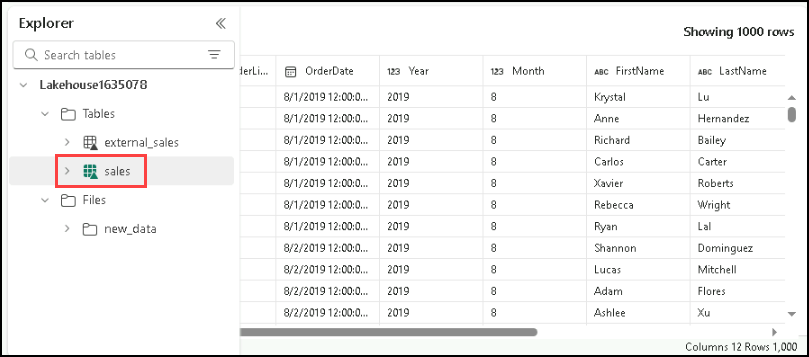 Explorer
Search tables
Lakehouse1635078
Tables
external_sales
sales
Files
new_data
Showing 1000 rows
rderLi... OrderDate 123 Year 123 Month ABC FirstName ABC LastName
8/1/2019 12:00:0... 2019 8 Krystal Lu
8/1/2019 12:00:0... 2019 8 Anne Hernandez
8/1/2019 12:00:0... 2019 8 Richard Bailey
8/1/2019 12:00:0... 2019 8 Carlos Carter
8/1/2019 12:00:0... 2019 8 Xavier Roberts
8/1/2019 12:00:0... 2019 8 Rebecca Wright
8/1/2019 12:00:0... 2019 8 Ryan Lal
8/2/2019 12:00:0... 2019 8 Shannon Dominguez
8/2/2019 12:00:0... 2019 8 Lucas Mitchell
8/2/2019 12:00:0... 2019 8 Adam Flores
8/2/2019 12:00:0... 2019 8 Ashlee Xu
Columns 12 Rows 1,000